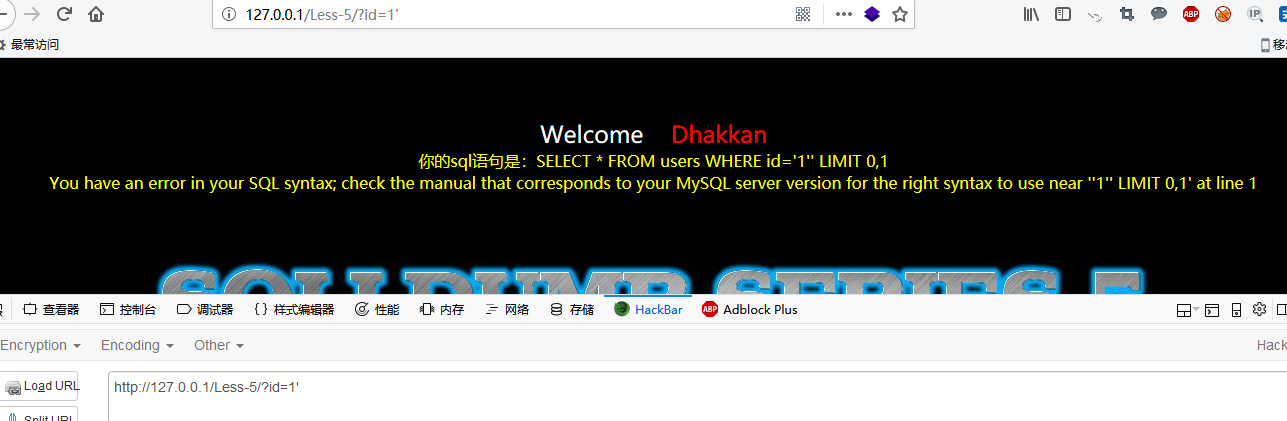 127.0.0.1/Less-5/?id=1'
最常访问
Welcome Dhakkan
你的sql语句是：SELECT * FROM users WHERE id='1'' LIMIT 0,1
You have an error in your SQL syntax; check the manual that corresponds to your MySQL server version for the right syntax to use near ''1'' LIMIT 0,1' at line 1
SQLI DUMB SERIES-5
查看器 控制台 调试器 {} 样式编辑器 性能 内存 网络 存储 HackBar ABP Adblock Plus
Encryption Encoding Other Hack
Load URL http://127.0.0.1/Less-5/?id=1'
Split URL